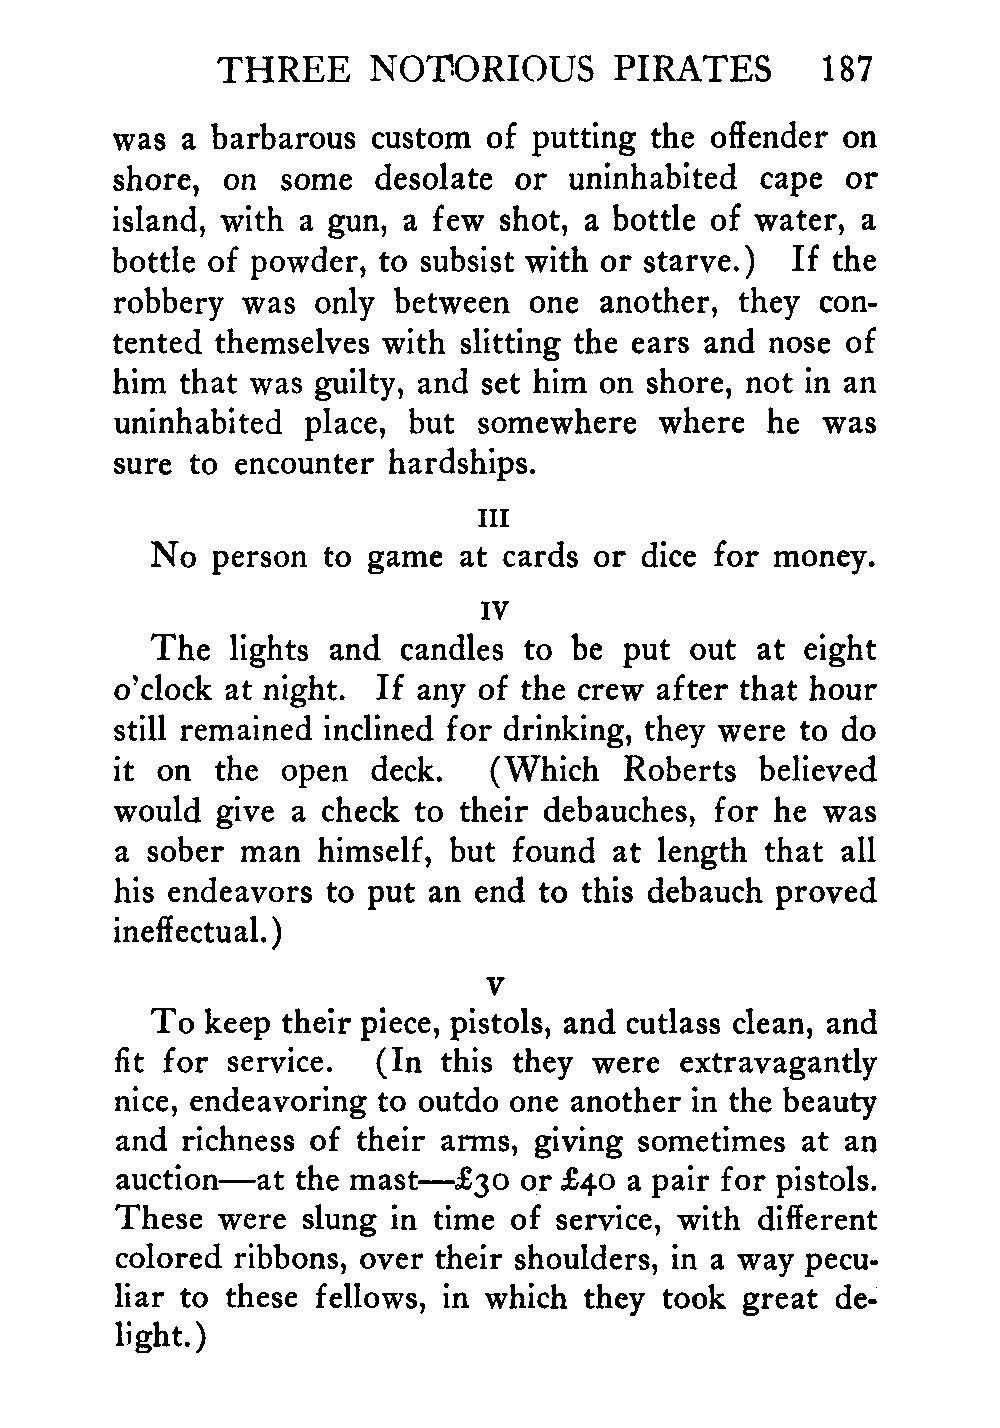 THREE NOTORIOUS PIRATES 187
was a barbarous custom of putting the offender on
shore, on some desolate or uninhabited cape or
island, with a gun, a few shot, a bottle of water, a
bottle of powder, to subsist with or starve.) If the
robbery was only between one another, they con-
tented themselves with slitting the ears and nose of
him that was guilty, and set him on shore, not in an
uninhabited place, but somewhere where he was
sure to encounter hardships.
III
No person to game at cards or dice for money.
IV
The lights and candles to be put out at eight
o'clock at night. If any of the crew after that hour
still remained inclined for drinking, they were to do
it on the open deck. (Which Roberts believed
would give a check to their debauches, for he was
a sober man himself, but found at length that all
his endeavors to put an end to this debauch proved
ineffectual.)
V
To keep their piece, pistols, and cutlass clean, and
fit for service. (In this they were extravagantly
nice, endeavoring to outdo one another in the beauty
and richness of their arms, giving sometimes at an
auction—at the mast—£30 or £40 a pair for pistols.
These were slung in time of service, with different
colored ribbons, over their shoulders, in a way pecu-
liar to these fellows, in which they took great de-
light.)